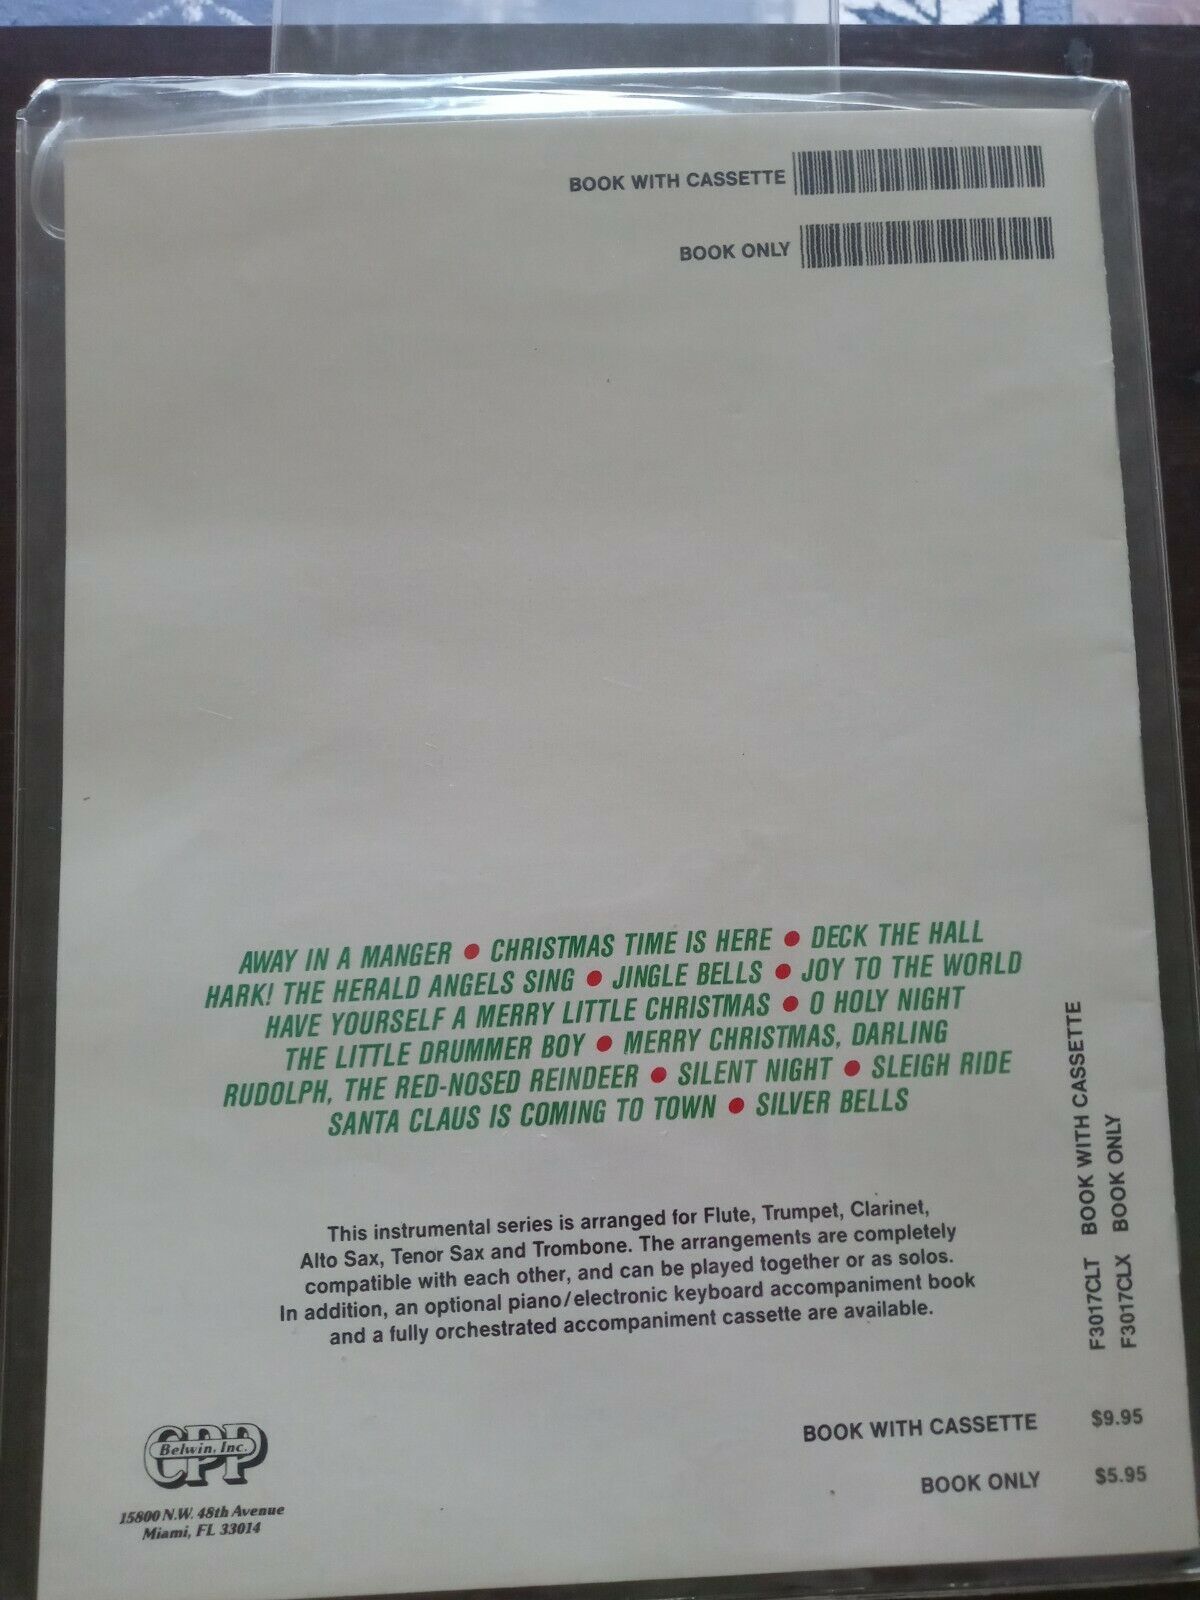 BOOK WITH CASSETTE
BOOK ONLY
AWAY IN A MANGER • CHRISTMAS TIME IS HERE • DECK THE HALL
HARK! THE HERALD ANGELS SING • JINGLE BELLS • JOY TO THE WORLD
HAVE YOURSELF A MERRY LITTLE CHRISTMAS • O HOLY NIGHT
THE LITTLE DRUMMER BOY • MERRY CHRISTMAS, DARLING
RUDOLPH, THE RED-NOSED REINDEER • SILENT NIGHT • SLEIGH RIDE
SANTA CLAUS IS COMING TO TOWN • SILVER BELLS
This instrumental series is arranged for Flute, Trumpet, Clarinet,
Alto Sax, Tenor Sax and Trombone. The arrangements are completely
compatible with each other, and can be played together or as solos.
In addition, an optional piano/electronic keyboard accompaniment book
and a fully orchestrated accompaniment cassette are available.
F3017CLT BOOK WITH CASSETTE
F3017CLX BOOK ONLY
CPP
Belwin, Inc.
15800 N.W. 48th Avenue
Miami, FL 33014
BOOK WITH CASSETTE $9.95
BOOK ONLY $5.95